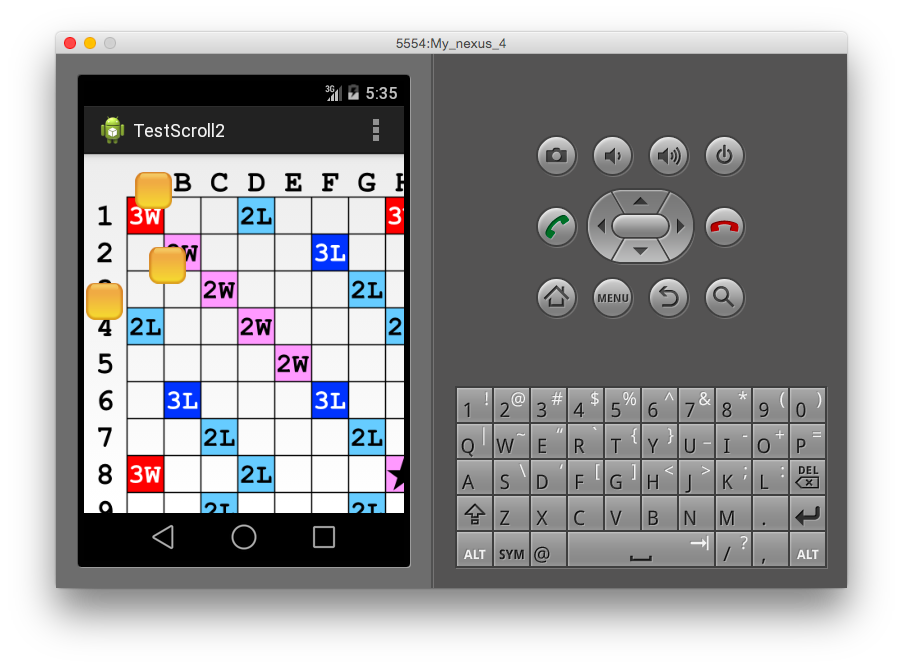 5554:My_nexus_4
3G 5:35
TestScroll2
B C D E F G
1 3W 2L 3
2 W 3L
2W 2L
4 2L 2W 2
5 2W
6 3L 3L
7 2L 2L
8 3W 2L
9 2L 2L
MENU
1 ! 2 @ 3 # 4 $ 5 % 6 ^ 7 & 8 * 9 ( 0 )
Q | W ~ E “ R ` T { Y } U _ I - O + P =
A S \ D ‘ F [ G ] H < J > K ; L : DEL
Z X C V B N M .
ALT SYM @ / ? , ALT